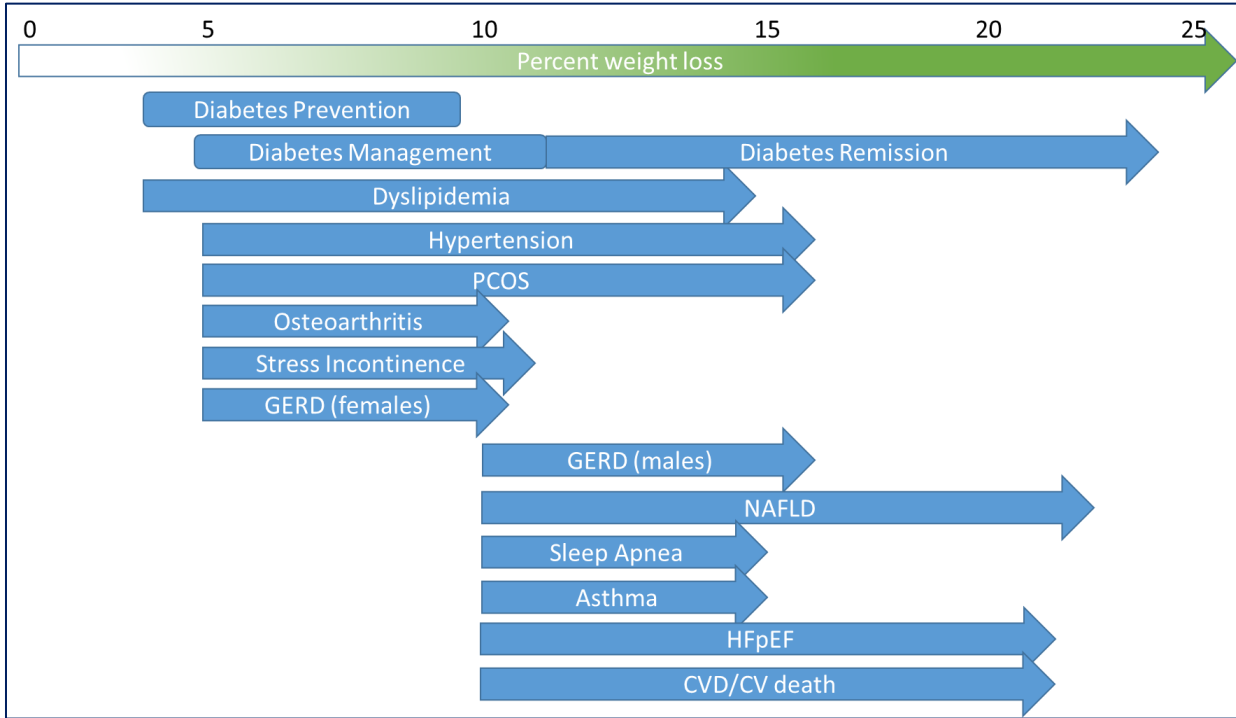 0 5 10 15 20 25
Percent weight loss
Diabetes Prevention
Diabetes Management Diabetes Remission
Dyslipidemia
Hypertension
PCOS
Osteoarthritis
Stress Incontinence
GERD (females)
GERD (males)
NAFLD
Sleep Apnea
Asthma
HFpEF
CVD/CV death